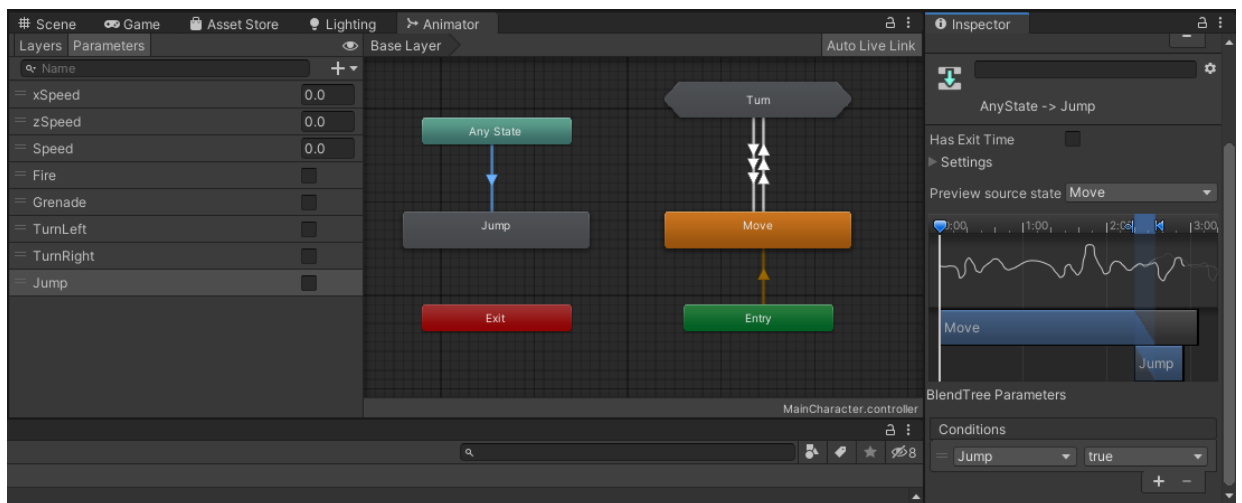 Scene Game Asset Store Lighting Animator
Layers Parameters
Name
xSpeed 0.0
zSpeed 0.0
Speed 0.0
Fire
Grenade
TurnLeft
TurnRight
Jump
Base Layer Auto Live Link
Turn
Any State
Jump
Move
Exit
Entry
MainCharacter.controller
8
Inspector
AnyState -> Jump
Has Exit Time
Settings
Preview source state Move
0:00 1:00 3:00
Move
Jump
BlendTree Parameters
Conditions
Jump true
+ -